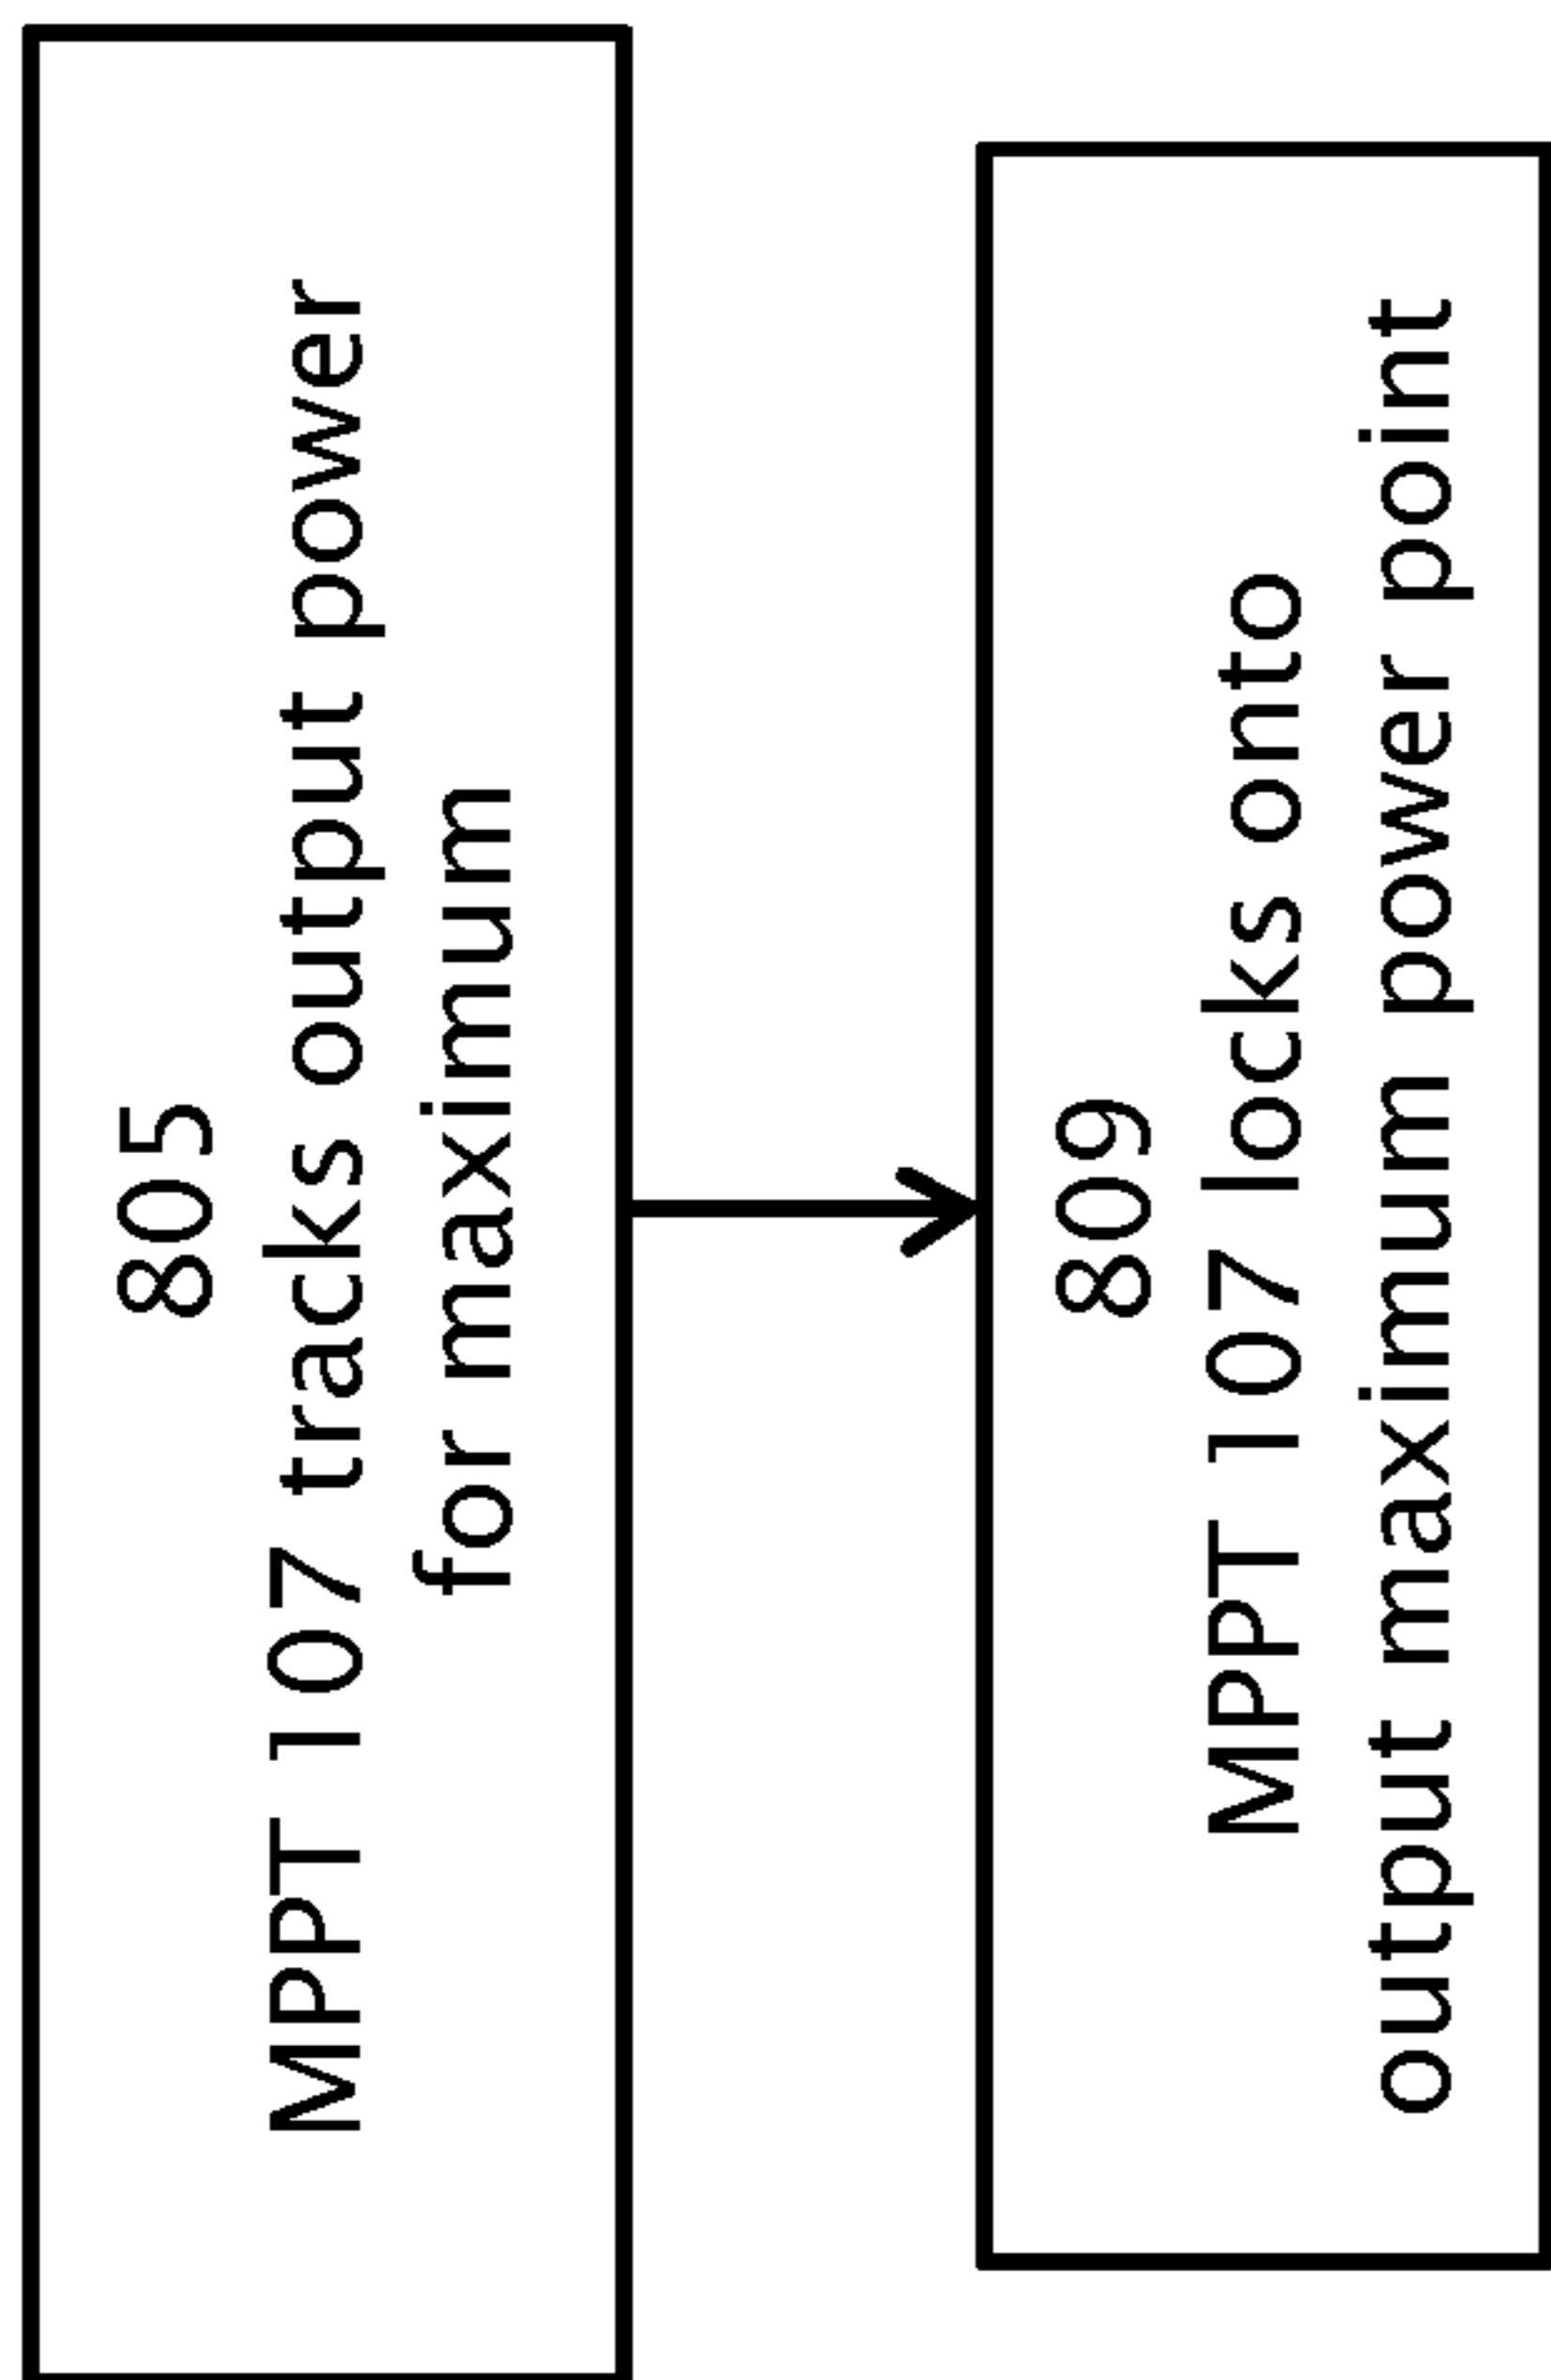 805
MPPT 107 tracks output power
for maximum
809
MPPT 107 locks onto
output maximum power point